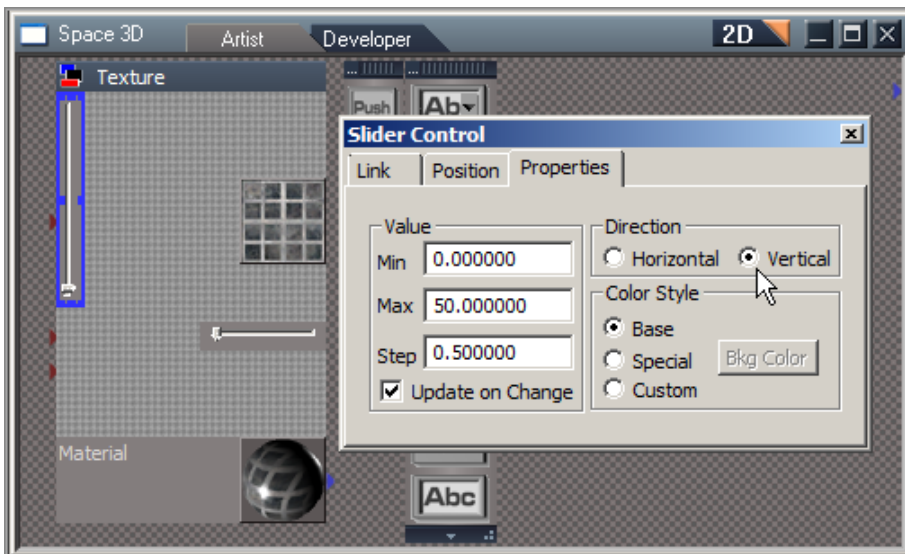 Space 3D Artist Developer 2D
Texture
Push Ab
Slider Control
Link Position Properties
Value
Min 0.000000
Max 50.000000
Step 0.500000
Update on Change
Direction
Horizontal Vertical
Color Style
Base
Special
Custom
Bkg Color
Material
Abc